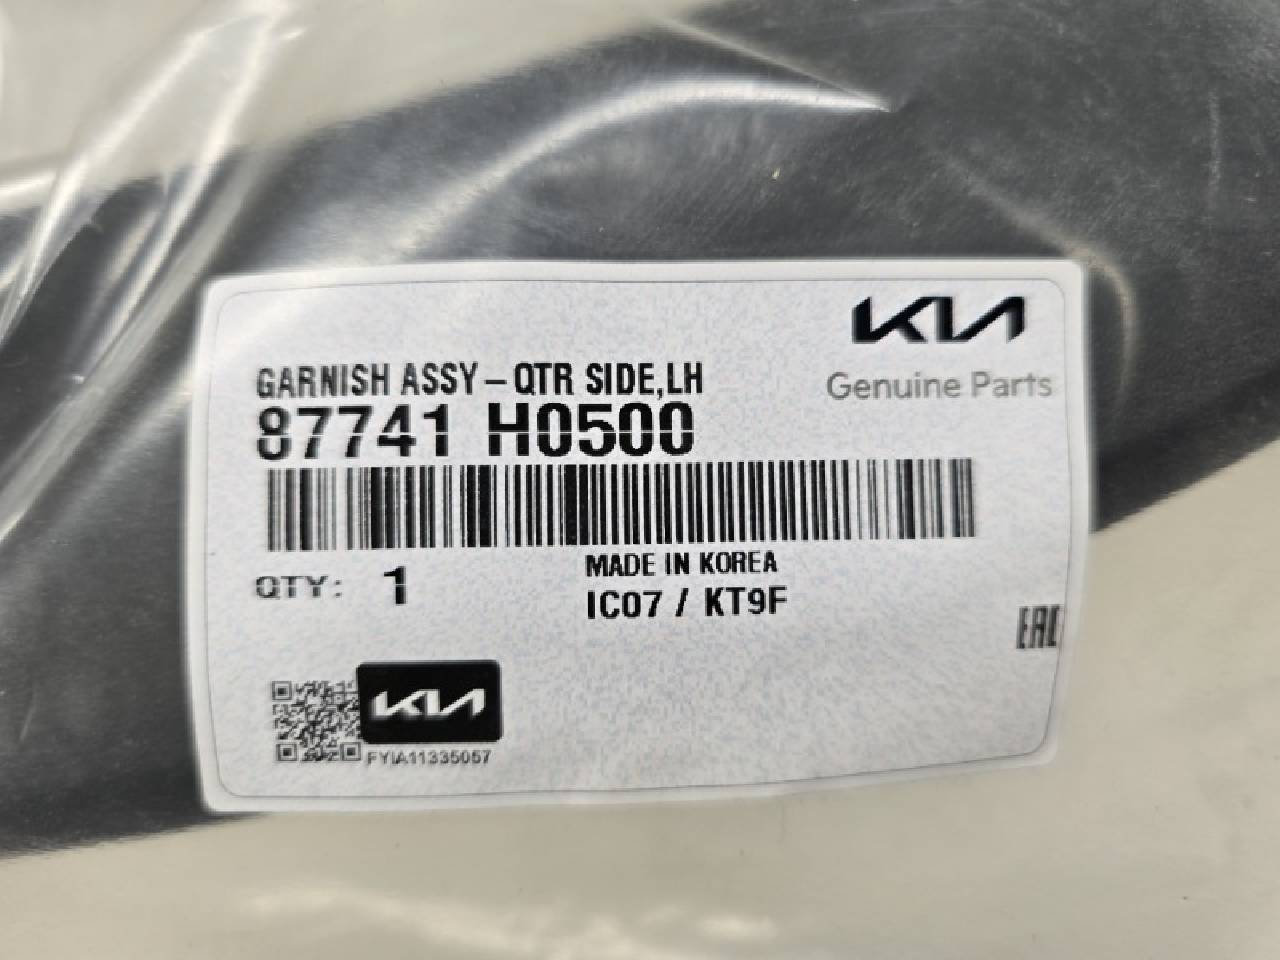 KIA
Genuine Parts
GARNISH ASSY-QTR SIDE,LH
87741 H0500
MADE IN KOREA
QTY: 1
IC07 / KT9F
EAC
KIA
FYIA11335057